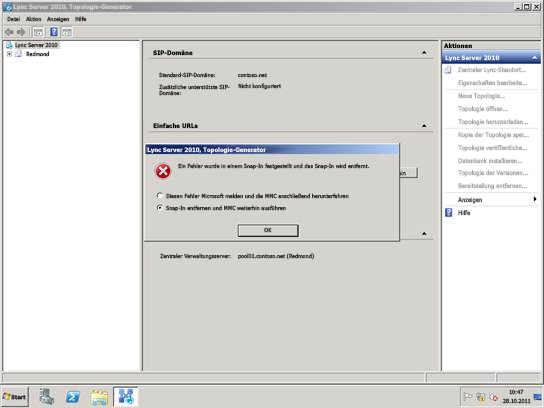 Lync Server 2010, Topologie-Generator
Datei Aktion Anzeigen Hilfe
Lync Server 2010
Redmond
SIP-Domäne
Standard-SIP-Domäne: contoso.net
Zusätzliche unterstützte SIP-Domäne: Nicht konfiguriert
Einfache URLs
Lync Server 2010, Topologie-Generator
Ein Fehler wurde in einem Snap-In festgestellt und das Snap-In wird entfernt.
Diesen Fehler Microsoft melden und die MMC anschließend herunterfahren
Snap-In entfernen und MMC weiterhin ausführen
OK
Zentraler Verwaltungsserver: pool01.contoso.net (Redmond)
Aktionen
Lync Server 2010
Zentraler Lync-Standort...
Eigenschaften bearbeite...
Neue Topologie...
Topologie öffnen...
Topologie herunterladen...
Kopie der Topologie spei...
Topologie veröffentliche...
Datenbank installieren...
Topologie der Versionen...
Bereitstellung entfernen...
Anzeigen
Hilfe
Start
10:47
28.10.2011